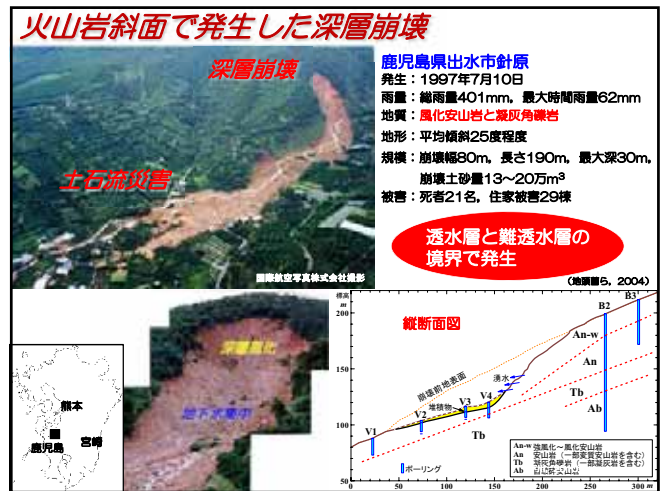 火山岩斜面で発生した深層崩壊
深層崩壊
土石流災害
国際航空写真株式会社撮影
鹿児島県出水市針原
発生：1997年7月10日
雨量：総雨量401mm，最大時間雨量62mm
地質：風化安山岩と凝灰角礫岩
地形：平均傾斜25度程度
規模：崩壊幅80m，長さ190m，最大深30m，
崩壊土砂量13～20万m³
被害：死者21名，住家被害29棟
透水層と難透水層の
境界で発生
（地頭薗ら，2004）
深層風化
地下水集中
熊本
鹿児島
宮崎
縦断面図
標高
m
200
150
100
50
0
50
100
150
200
250
300 m
B3
B2
An-w
An
Tb
Ab
崩壊前地表面
湧水
堆積物
V1
V2
V3
V4
Tb
ボーリング
An-w 強風化～風化安山岩
An 安山岩（一部変質安山岩を含む）
Tb 凝灰角礫岩（一部凝灰岩を含む）
Ab